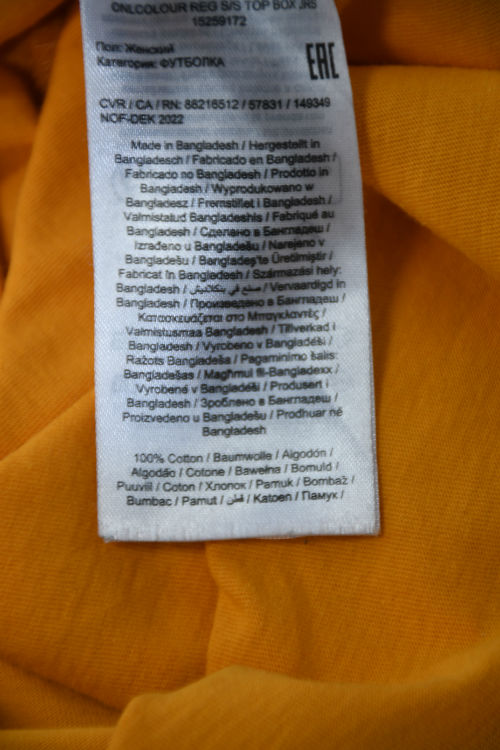 ONLCOLOUR REG S/S TOP BOX JRS
15259172
Пол: Женский
Категория: ФУТБОЛКА
EAC
CVR / CA / RN: 86216512 / 57831 / 149349
NOF-DEK 2022
Made in Bangladesh / Hergestellt in
Bangladesch / Fabricado en Bangladesh /
Fabricado no Bangladesh / Prodotto in
Bangladesh / Wyprodukowano w
Bangladesz / Fremstillet i Bangladesh /
Valmistatud Bangladeshis / Fabriqué au
Bangladesh / Сделано в Бангладеш /
Izrađeno u Bangladešu / Narejeno v
Bangladešu / Bangladeş'te Üretilmiştir /
Fabricat în Bangladesh / Származási hely:
Bangladesh / صنع في بنگلاديش / Vervaardigd in
Bangladesh / Произведено в Бангладеш /
Κατασκευάζεται στο Μπαγκλαντές /
Valmistusmaa Bangladesh / Tillverkad i
Bangladesh / Vyrobeno v Bangladéši /
Ražots Bangladeša / Pagaminimo šalis:
Bangladešas / Magħmul fil-Bangladexx /
Vyrobené v Bangladéši / Produsert i
Bangladesh / Зроблено в Бангладеш /
Proizvedeno u Bangladešu / Prodhuar në
Bangladesh
100% Cotton / Baumwolle / Algodón /
Algodão / Cotone / Bawełna / Bomuld /
Puuvill / Coton / Хлопок / Pamuk / Bombaž /
Bumbac / Pamut / قطن / Katoen / Памук /